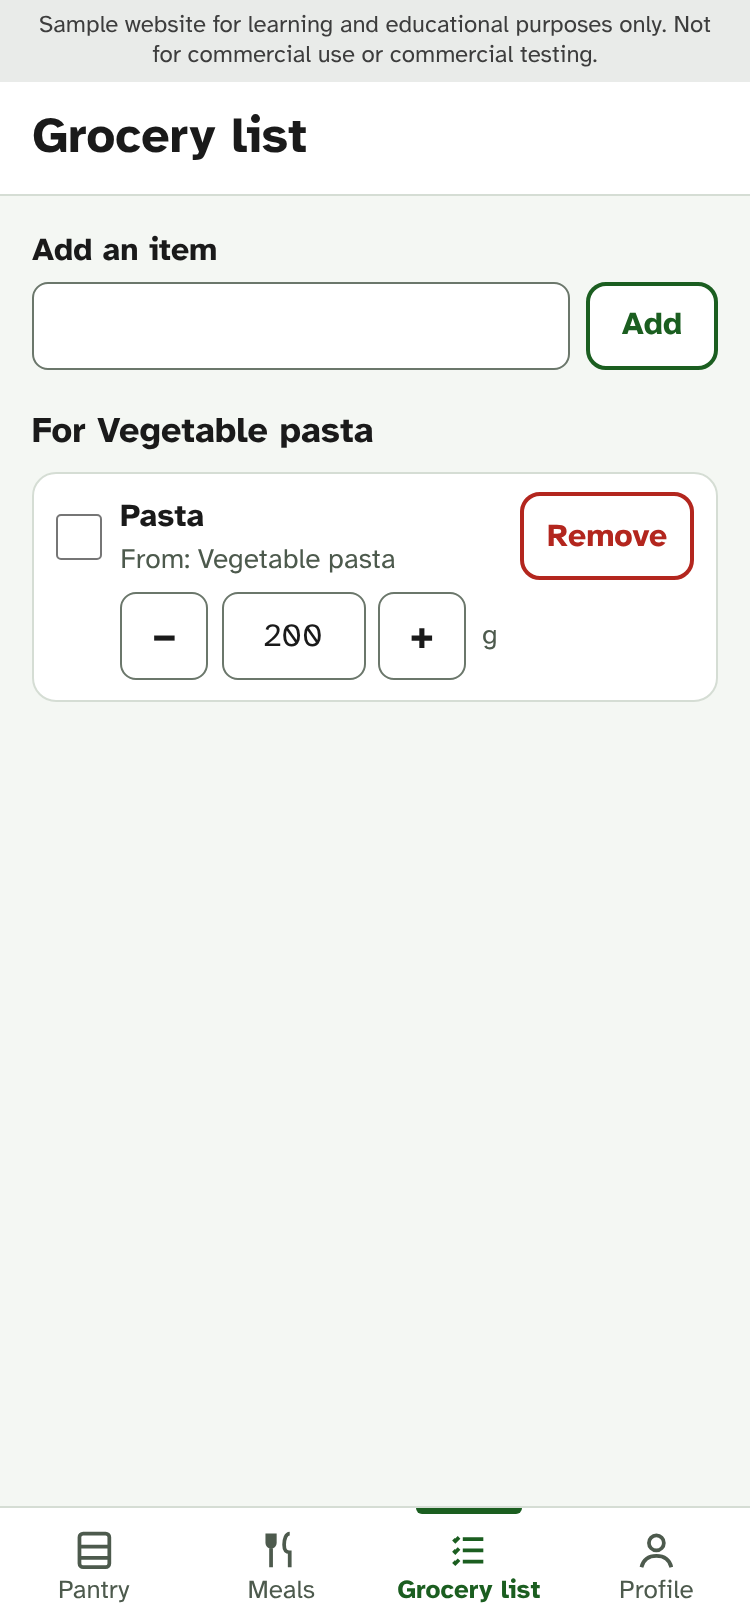 Sample website for learning and educational purposes only. Not
for commercial use or commercial testing.
Grocery list
Add an item
Add
For Vegetable pasta
Pasta
From: Vegetable pasta
Remove
− 200 + g
Pantry
Meals
Grocery list
Profile